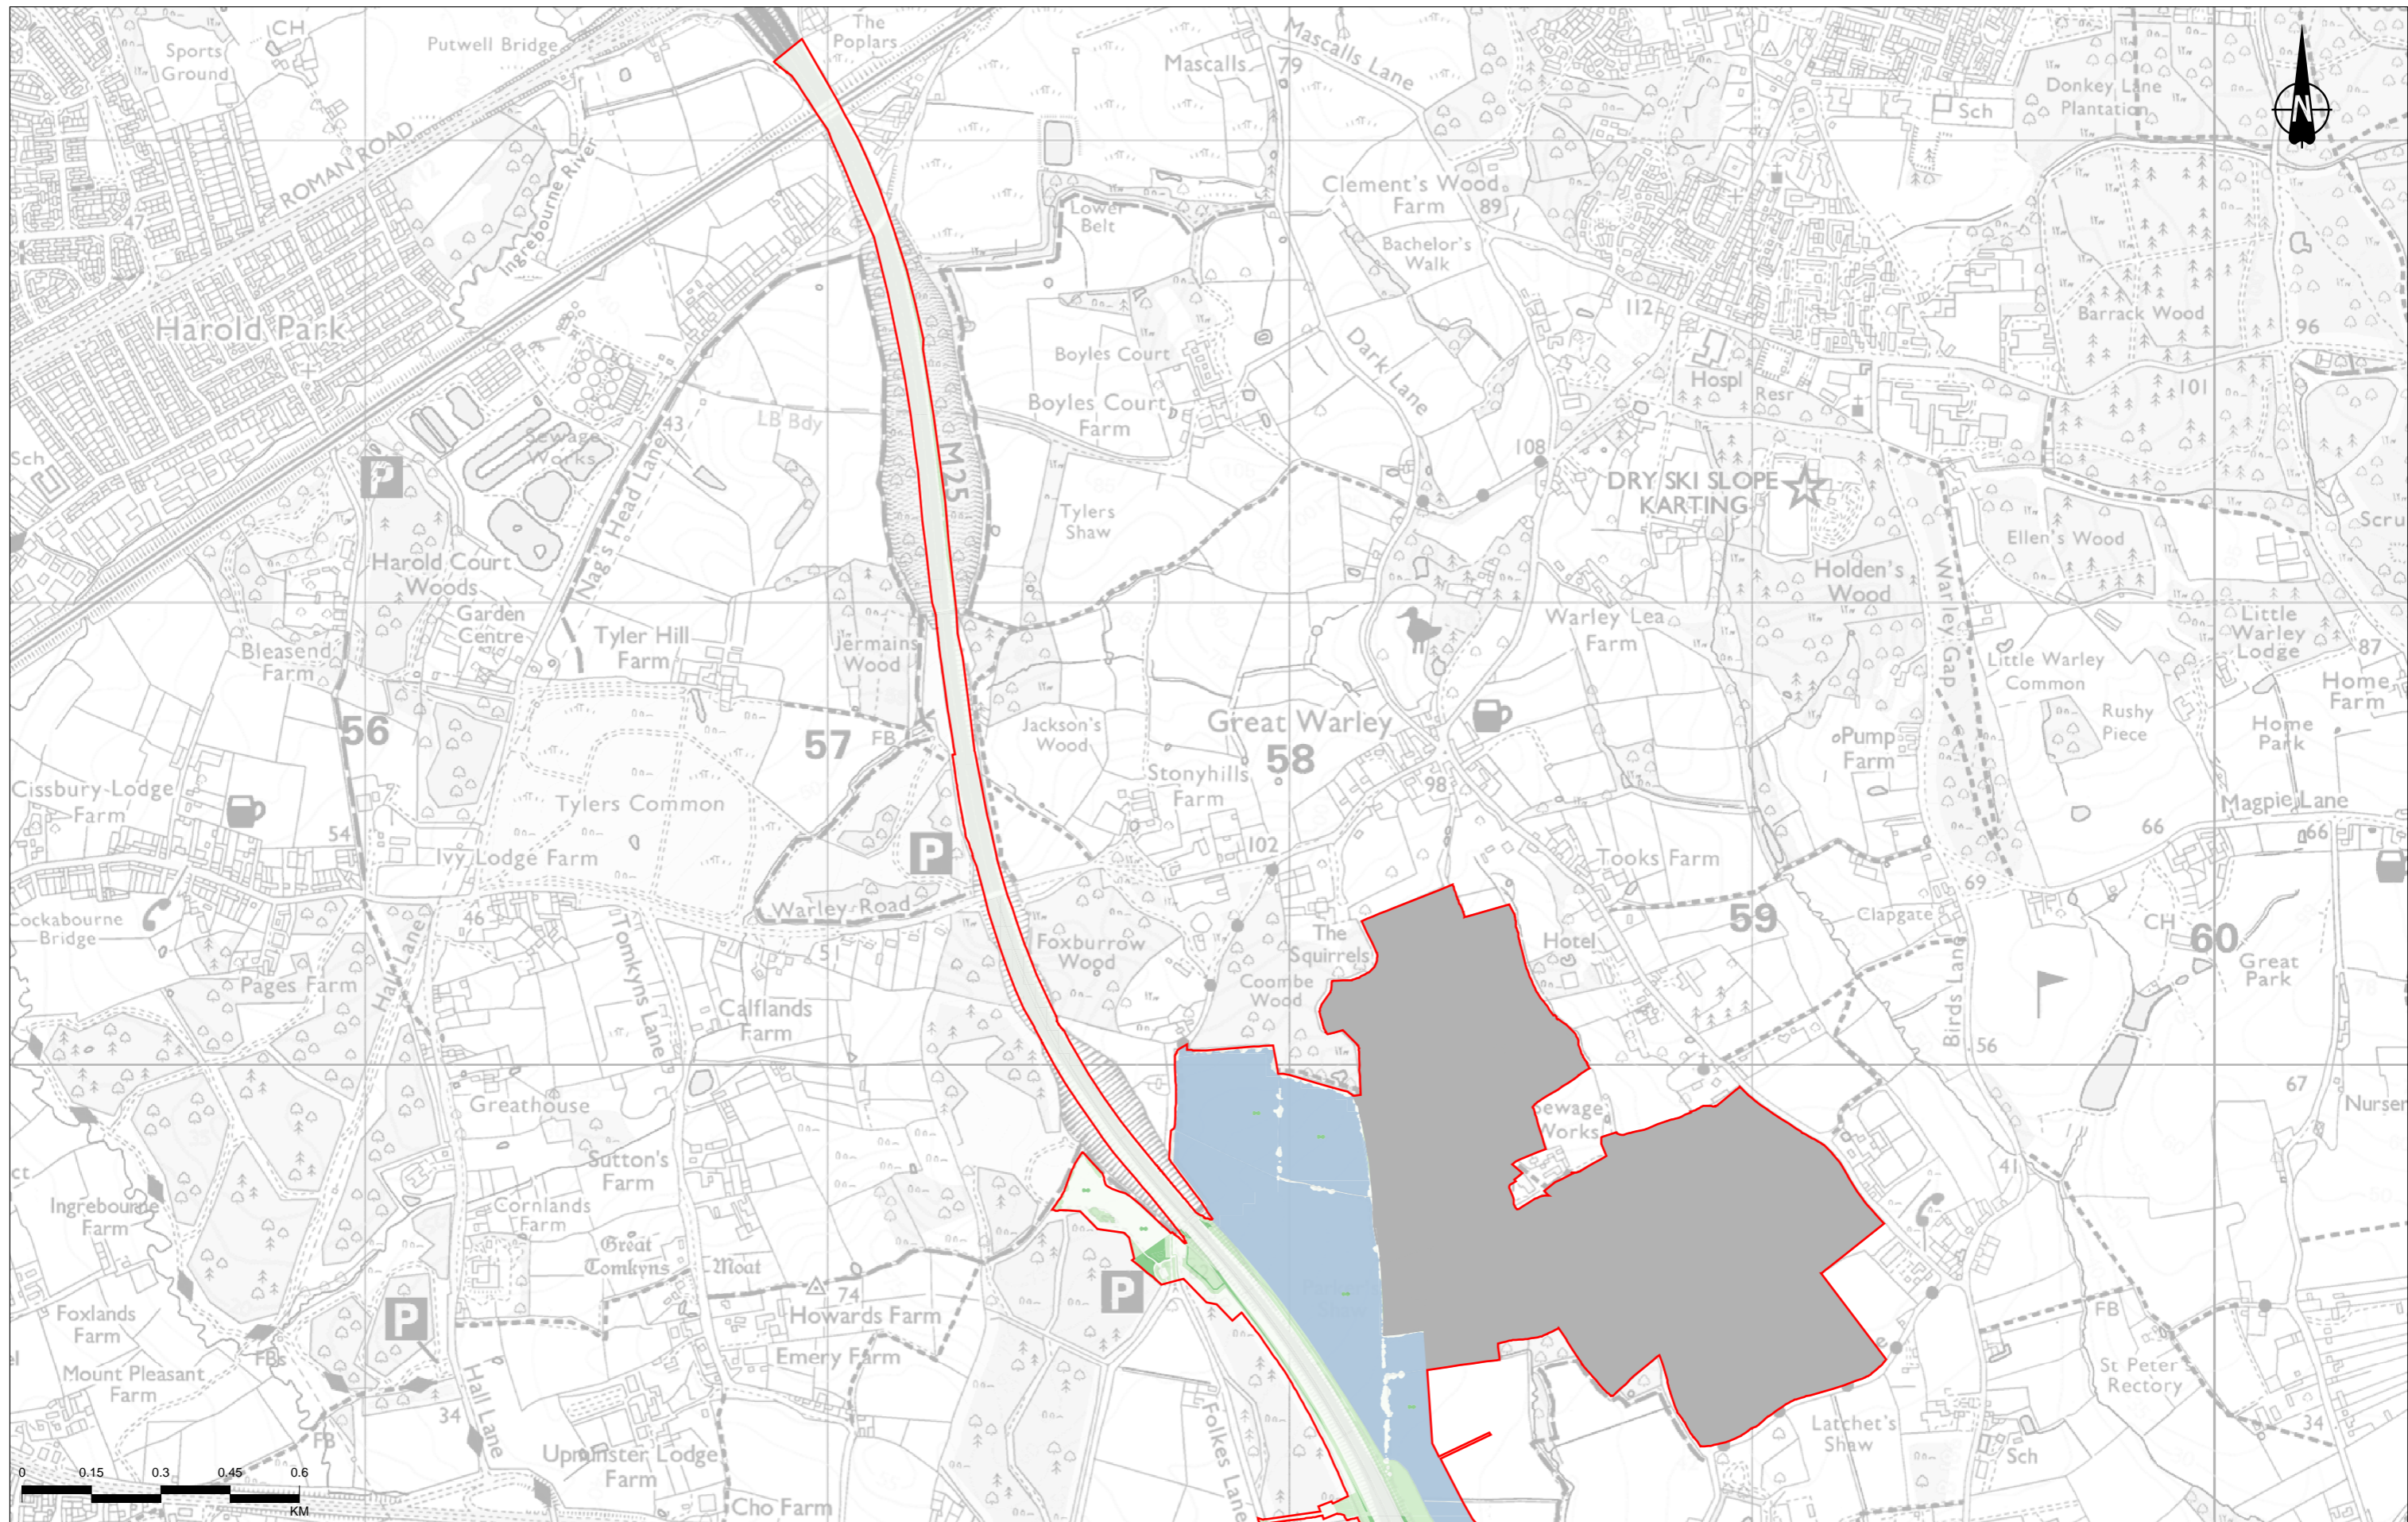 CH
Sports
Ground
Putwell Bridge
The
Poplars
Mascalls
79
Mascalls Lane
Donkey Lane
Plantation
Sch
N
ROMAN ROAD
47
Ingrebourne River
Lower
Belt
Clement's Wood
Farm
89
Bachelor's
Walk
112
Harold Park
Boyles Court
Boyles Court
Farm
Dark Lane
Hospl
Resr
Barrack Wood
96
101
Sch
Sewage
Works
43
LB Bdy
M25
108
DRY SKI SLOPE
KARTING
P
Tylers
Shaw
Scru
Ellen's Wood
Harold Court
Woods
Nags Head Lane
Holden's
Wood
Warley Gap
Garden
Centre
Tyler Hill
Farm
Jermains
Wood
Warley Lea
Farm
Little
Warley
Lodge
87
Bleasend
Farm
Little Warley
Common
Home
Farm
56
57
FB
Jackson's
Wood
Great Warley
58
Rushy
Piece
Home
Park
Pump
Farm
Stonyhills
Farm
98
Cissbury Lodge
Farm
Tylers Common
Magpie Lane
66
66
54
Ivy Lodge Farm
P
102
Tooks Farm
69
Cockabourne
Bridge
46
Warley Road
59
Clapgate
CH
60
51
Foxburrow
Wood
The
Squirrels
Hotel
Great
Park
Hall Lane
Tomkyns Lane
Pages Farm
Coombe
Wood
Birds Lane
Calflands
Farm
56
67
Greathouse
Sewage
Works
Nurser
Sutton's
Farm
41
Ingrebourne
Farm
Cornlands
Farm
Great
Tomkyns
Moat
P
74
Howards Farm
P
Foxlands
Farm
FB
FBs
Emery Farm
Mount Pleasant
Farm
FB
Hall Lane
St Peter
Rectory
34
34
Folkes Lane
Latchet's
Shaw
Sch
FB
Upminster Lodge
Farm
Cho Farm
0 0.15 0.3 0.45 0.6
KM